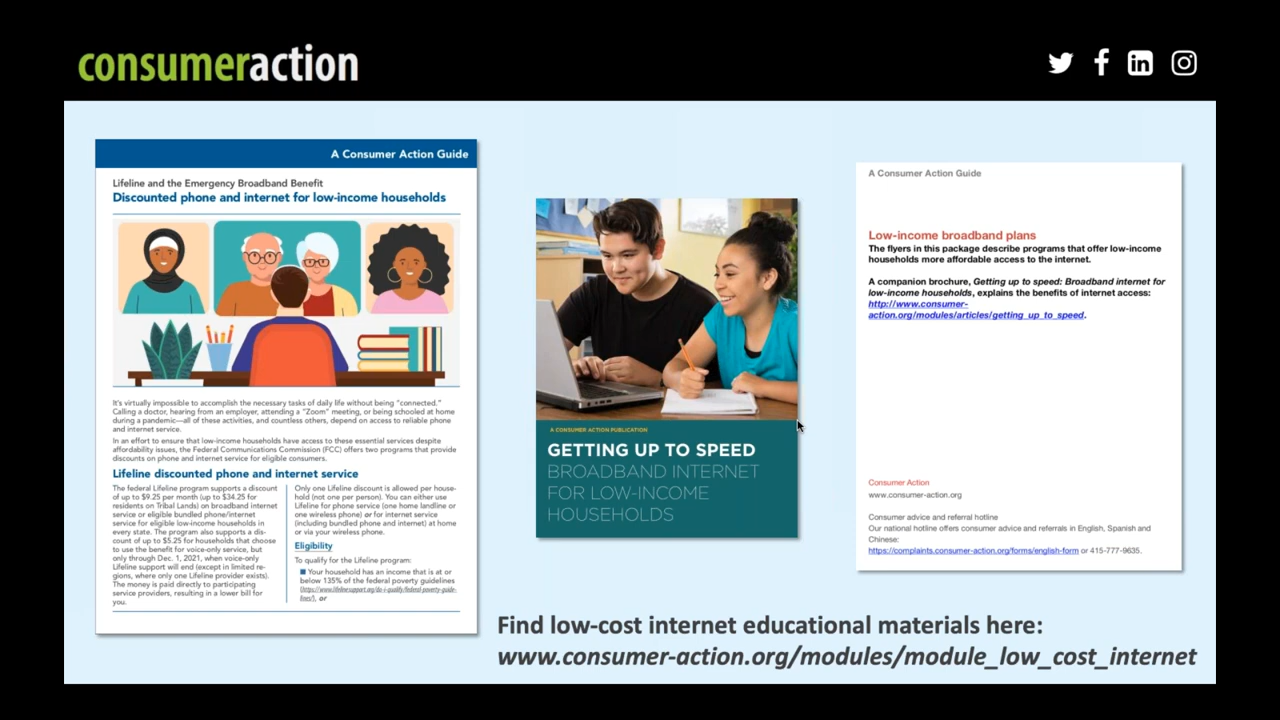 consumeraction
A Consumer Action Guide
Lifeline and the Emergency Broadband Benefit
Discounted phone and internet for low-income households
It's virtually impossible to accomplish the necessary tasks of daily life without being "connected."
Calling a doctor, hearing from an employer, attending a "Zoom" meeting, or being schooled at home
during a pandemic—all of these activities, and countless others, depend on access to reliable phone
and internet service.
In an effort to ensure that low-income households have access to these essential services despite
affordability issues, the Federal Communications Commission (FCC) offers two programs that provide
discounts on phone and internet service for eligible consumers.
Lifeline discounted phone and internet service
The federal Lifeline program supports a discount
of up to $9.25 per month (up to $34.25 for
residents on Tribal Lands) on broadband internet
service or eligible bundled phone/internet
service for eligible low-income households in
every state. The program also supports a dis-
count of up to $5.25 for households that choose
to use the benefit for voice-only service, but
only through Dec. 1, 2021, when voice-only
Lifeline support will end (except in limited re-
gions, where only one Lifeline provider exists).
The money is paid directly to participating
service providers, resulting in a lower bill for
you.
Only one Lifeline discount is allowed per house-
hold (not one per person). You can either use
Lifeline for phone service (one home landline or
one wireless phone) or for internet service
(including bundled phone and internet) at home
or via your wireless phone.
Eligibility
To qualify for the Lifeline program:
■ Your household has an income that is at or
below 135% of the federal poverty guidelines
(https://www.lifelinesupport.org/do-i-qualify/federal-poverty-guide-
lines/), or
A CONSUMER ACTION PUBLICATION
GETTING UP TO SPEED
BROADBAND INTERNET
FOR LOW-INCOME
HOUSEHOLDS
A Consumer Action Guide
Low-income broadband plans
The flyers in this package describe programs that offer low-income
households more affordable access to the internet.
A companion brochure, Getting up to speed: Broadband internet for
low-income households, explains the benefits of internet access:
http://www.consumer-
action.org/modules/articles/getting_up_to_speed.
Consumer Action
www.consumer-action.org
Consumer advice and referral hotline
Our national hotline offers consumer advice and referrals in English, Spanish and
Chinese:
https://complaints.consumer-action.org/forms/english-form or 415-777-9635.
Find low-cost internet educational materials here:
www.consumer-action.org/modules/module_low_cost_internet